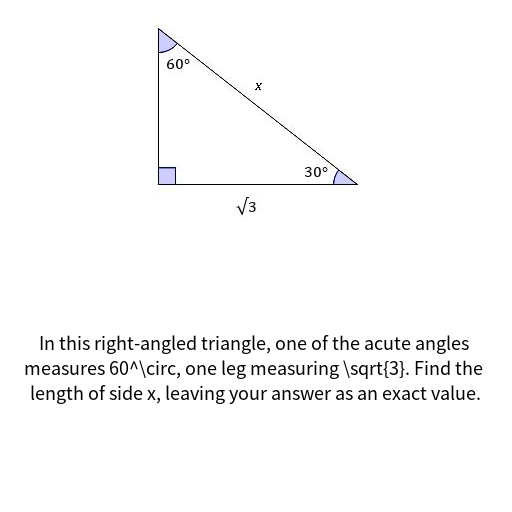 60°
x
30°
√3
In this right-angled triangle, one of the acute angles
measures 60^\circ, one leg measuring \sqrt{3}. Find the
length of side x, leaving your answer as an exact value.